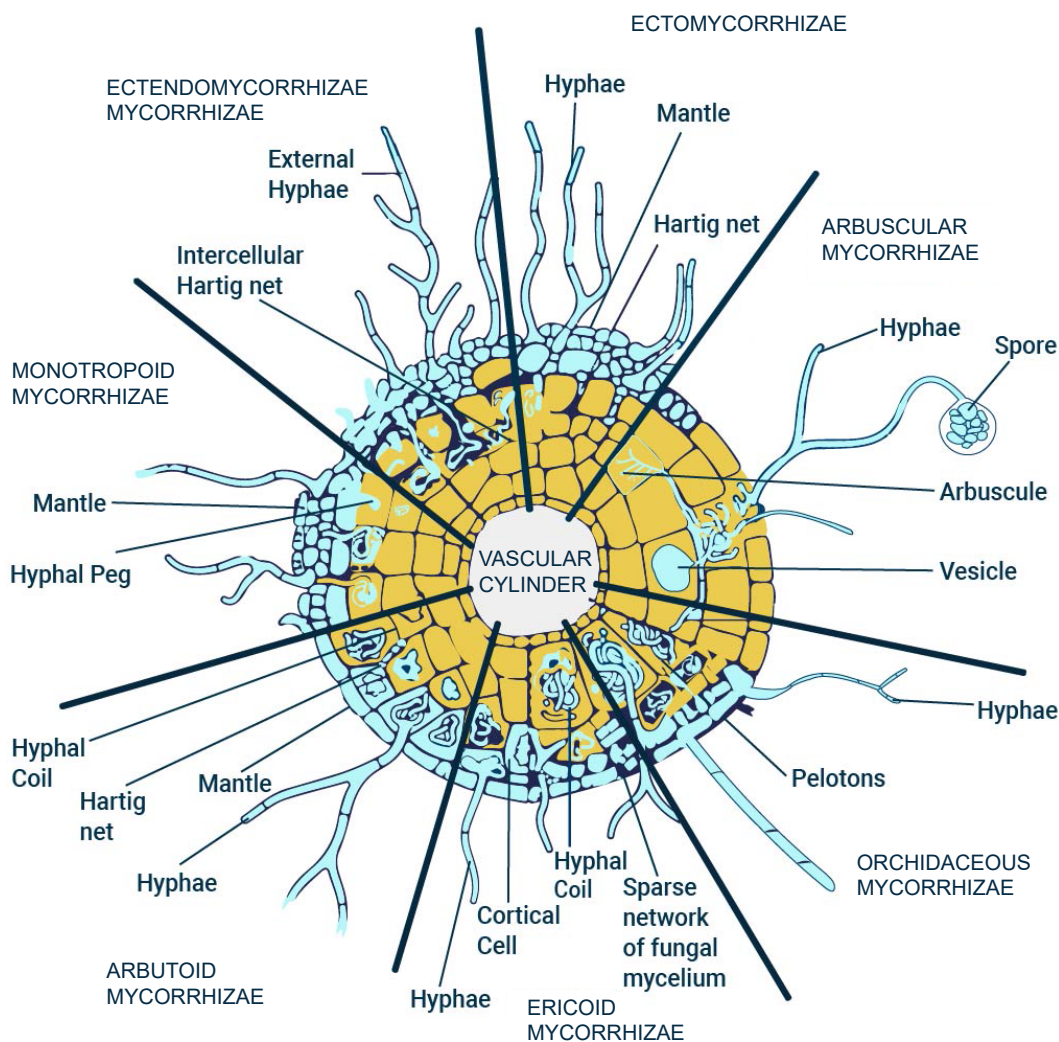 ECTOMYCORRHIZAE
ECTENDOMYCORRHIZAE
MYCORRHIZAE
Hyphae
Mantle
External
Hyphae
Hartig net
ARBUSCULAR
MYCORRHIZAE
Intercellular
Hartig net
Hyphae
Spore
MONOTROPOID
MYCORRHIZAE
Mantle
Arbuscule
Hyphal Peg
VASCULAR
CYLINDER
Vesicle
Hyphae
Hyphal
Coil
Hartig
net
Mantle
Pelotons
Hyphae
Hyphal
Coil
Sparse
network
of fungal
mycelium
ORCHIDACEOUS
MYCORRHIZAE
Cortical
Cell
ARBUTOID
MYCORRHIZAE
Hyphae
ERICOID
MYCORRHIZAE